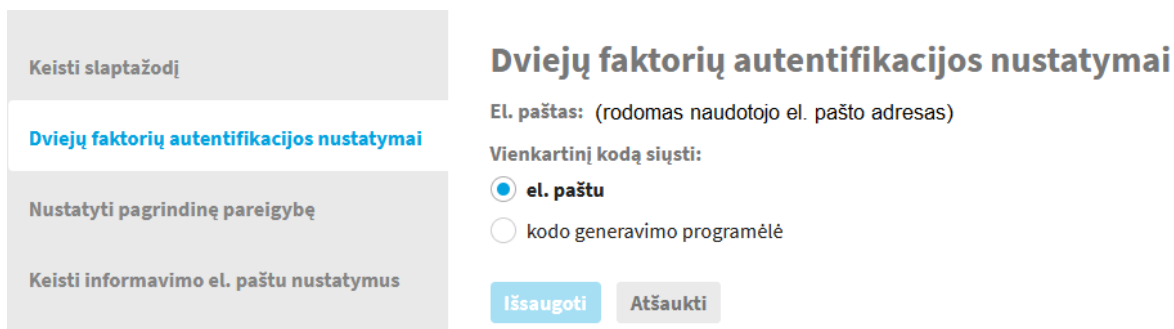 Keisti slaptažodį
Dviejų faktorių autentifikacijos nustatymai
Nustatyti pagrindinę pareigybę
Keisti informavimo el. paštu nustatymus
Dviejų faktorių autentifikacijos nustatymai
El. paštas: (rodomas naudotojo el. pašto adresas)
Vienkartinį kodą siųsti:
el. paštu
kodo generavimo programėlė
Išsaugoti Atšaukti